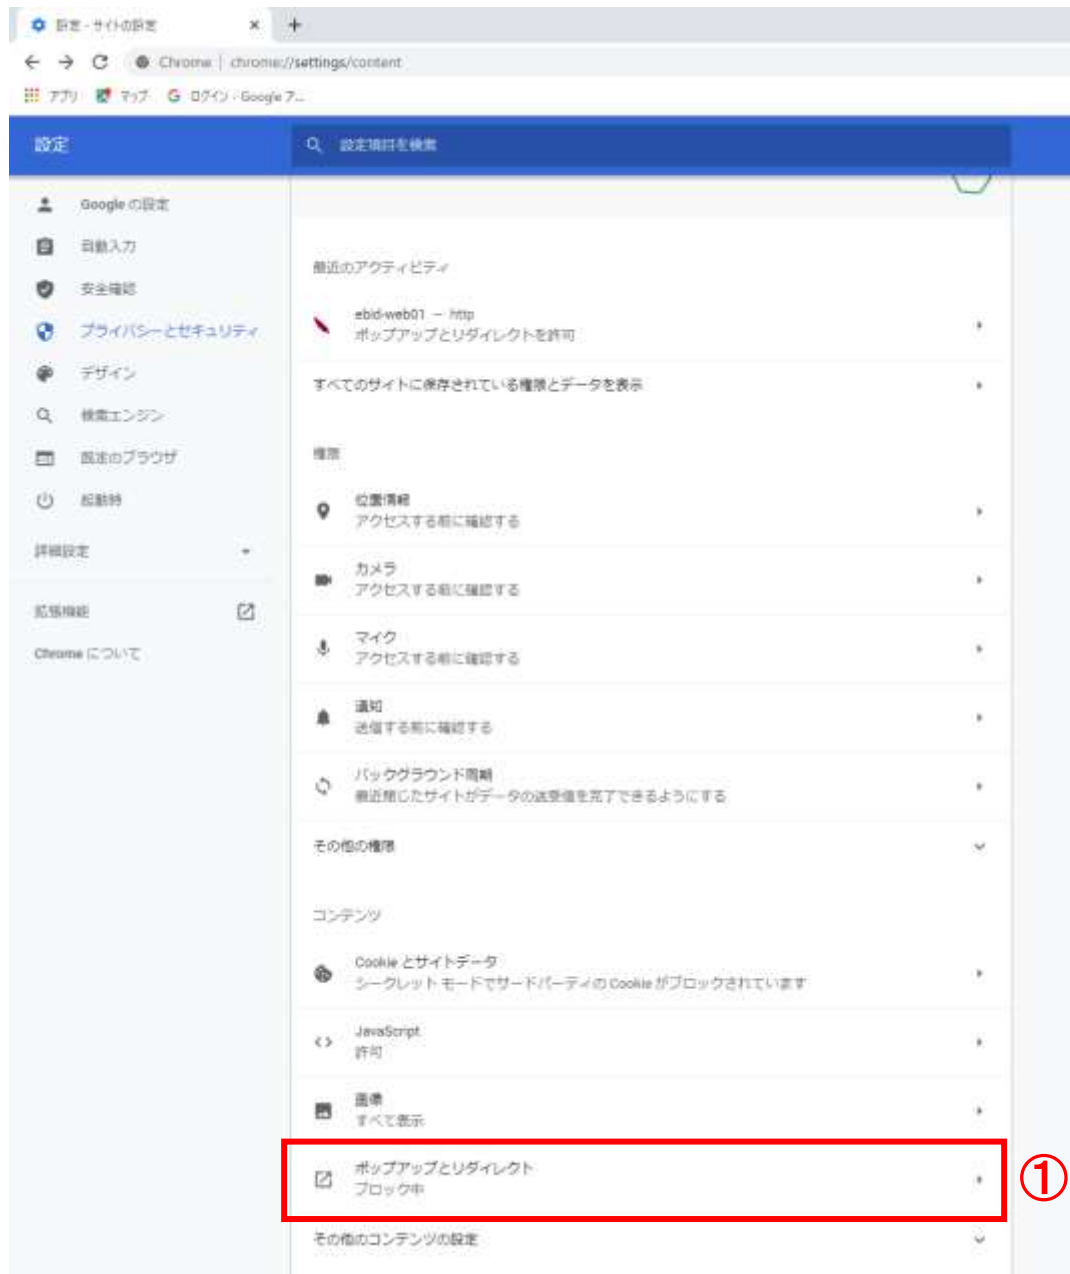 設定 - サイトの設定
Chrome | chrome://settings/content
アプリ マップ ログイン - Google ア...
設定
設定項目を検索
Google の設定
自動入力
安全確認
プライバシーとセキュリティ
デザイン
検索エンジン
既定のブラウザ
起動時
詳細設定
拡張機能
Chrome について
最近のアクティビティ
ebid-web01 — http
ポップアップとリダイレクトを許可
すべてのサイトに保存されている権限とデータを表示
権限
位置情報
アクセスする前に確認する
カメラ
アクセスする前に確認する
マイク
アクセスする前に確認する
通知
送信する前に確認する
バックグラウンド同期
最近閉じたサイトがデータの送受信を完了できるようにする
その他の権限
コンテンツ
Cookie とサイトデータ
シークレット モードでサードパーティの Cookie がブロックされています
JavaScript
許可
画像
すべて表示
ポップアップとリダイレクト
ブロック中
①
その他のコンテンツの設定